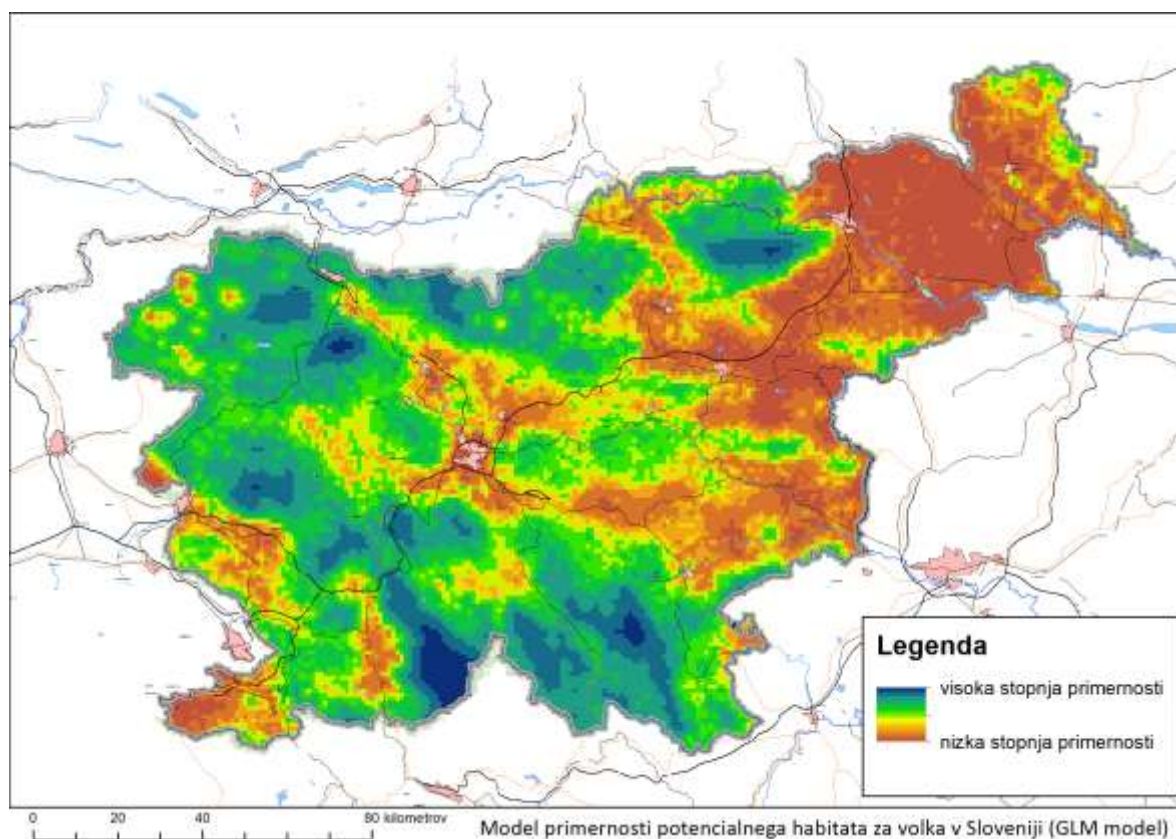 Legenda
visoka stopnja primernosti
nizka stopnja primernosti
0 20 40 80 kilometrov
Model primernosti potencialnega habitata za volka v Sloveniji (GLM model)